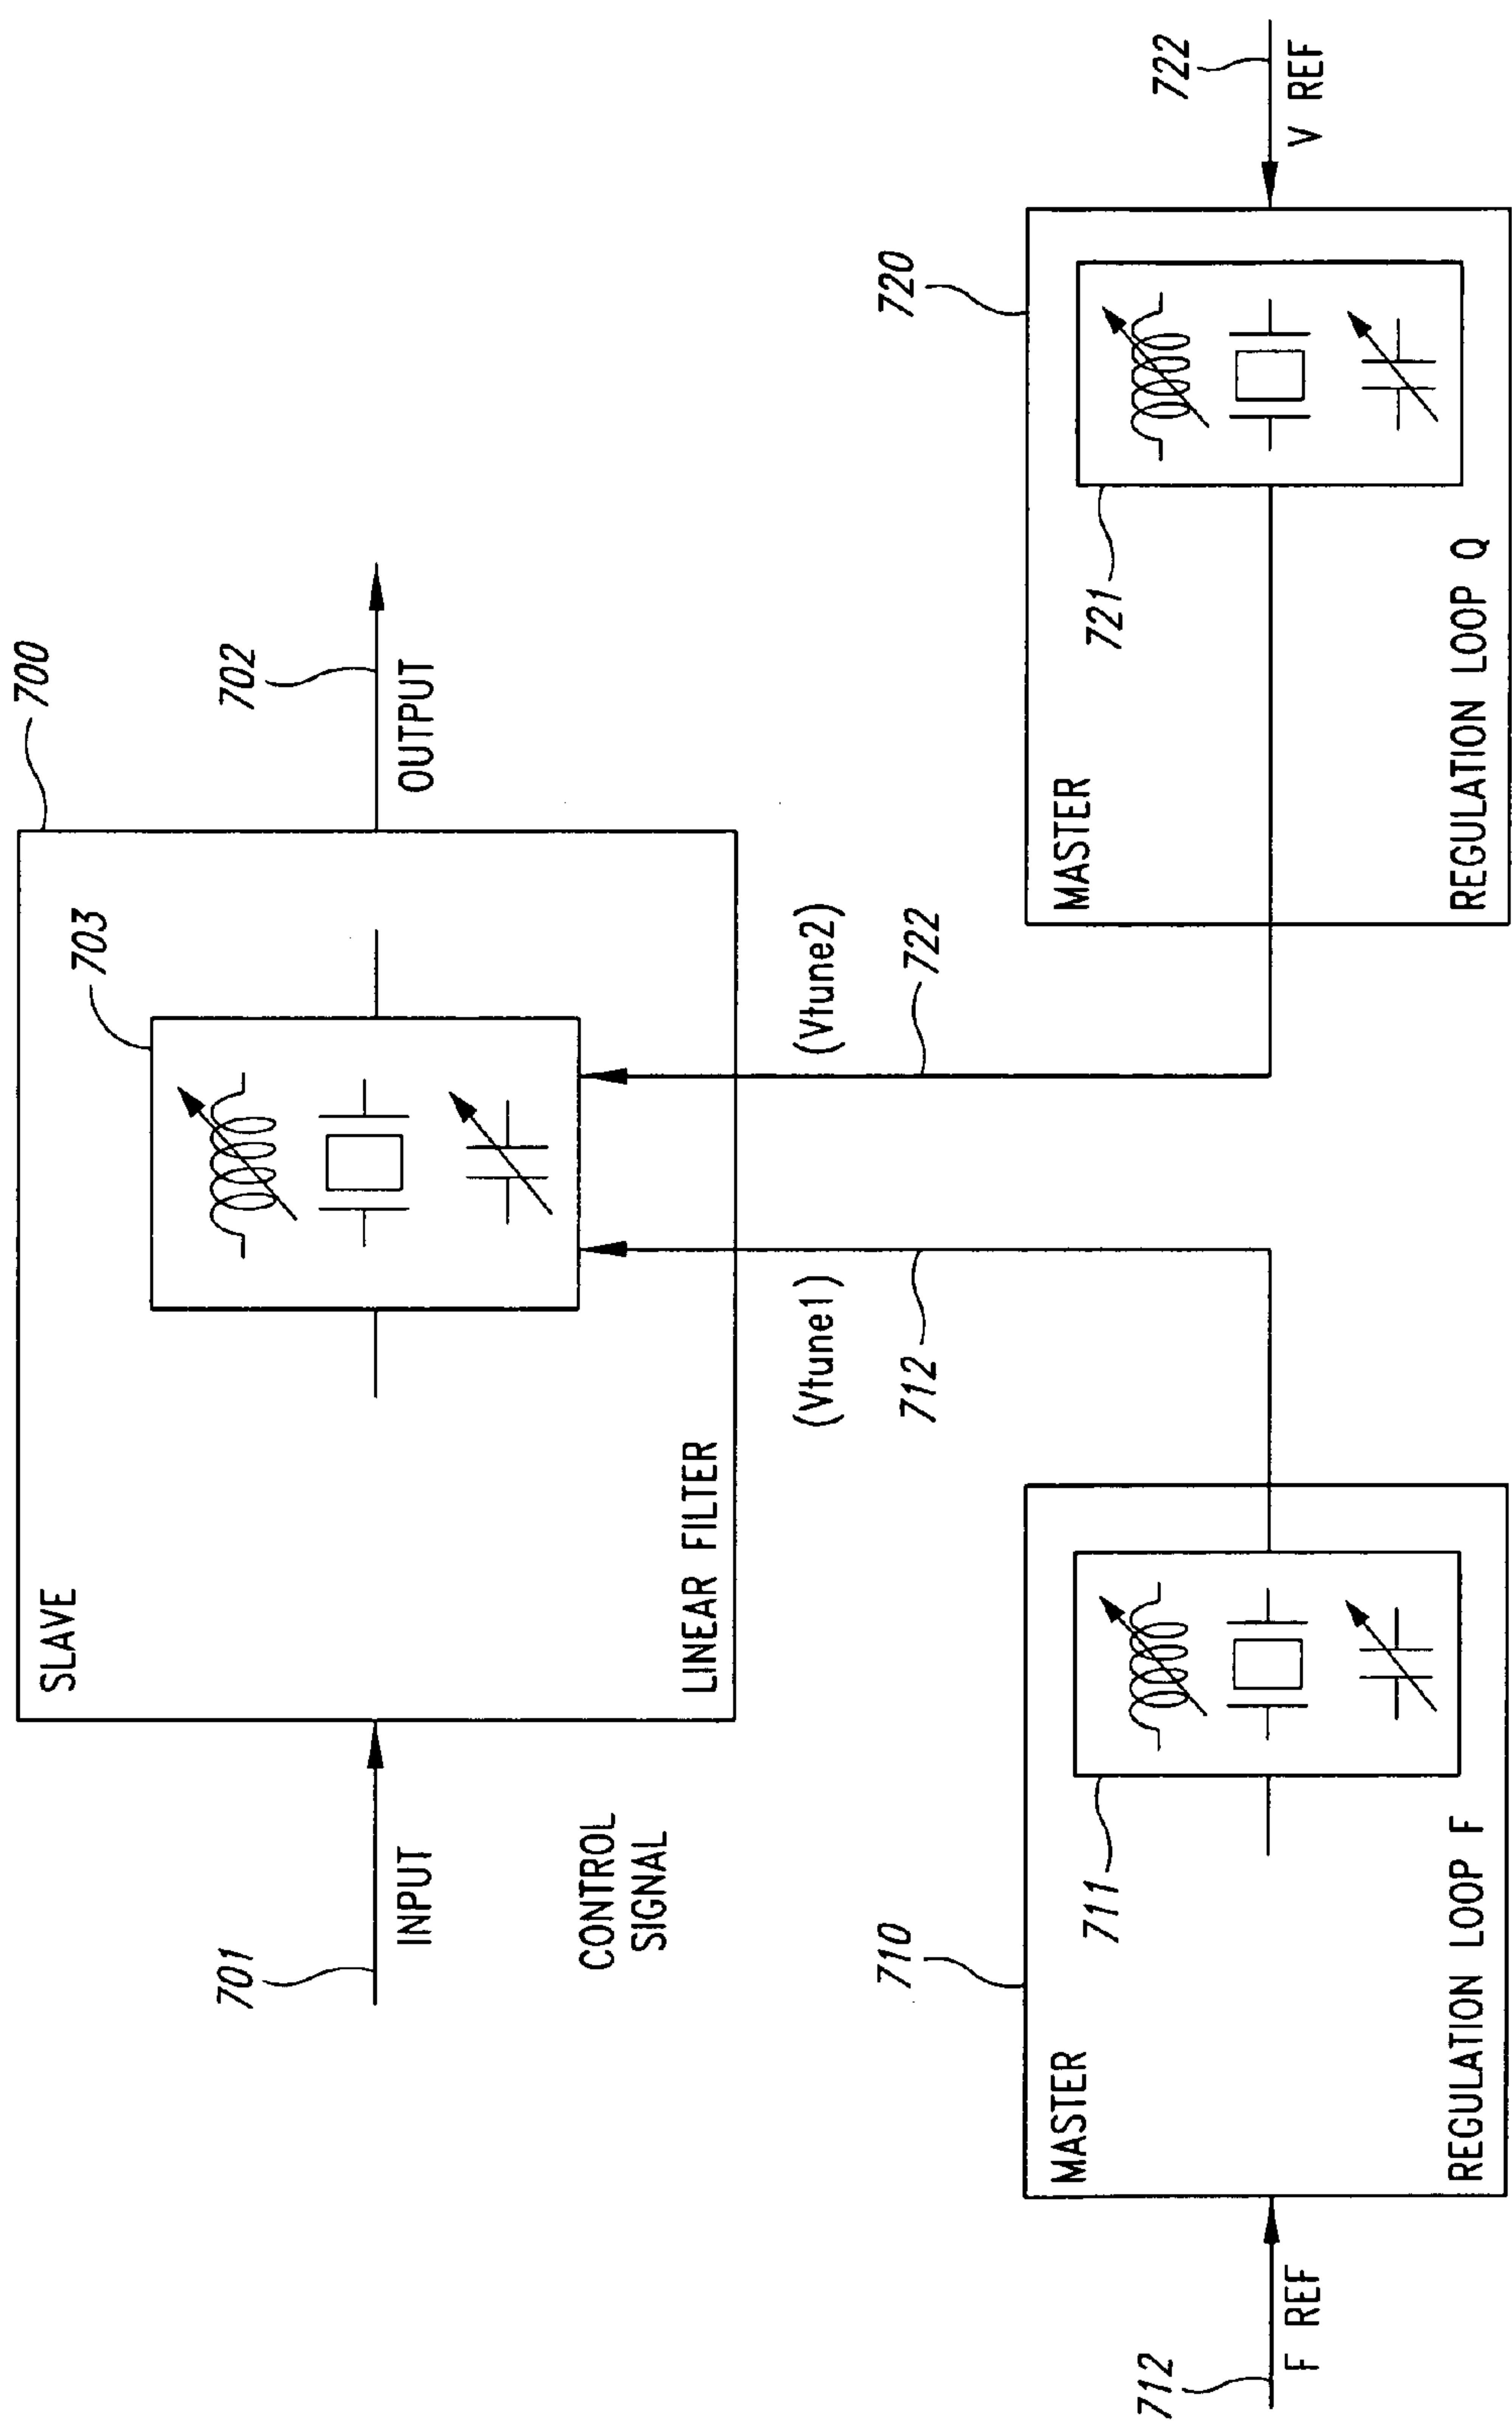 700
SLAVE
703
701
INPUT
702
OUTPUT
CONTROL
SIGNAL
LINEAR FILTER
(Vtune1)
(Vtune2)
712
722
710
720
MASTER
711
REGULATION LOOP F
712
F REF
MASTER
721
REGULATION LOOP Q
722
V REF